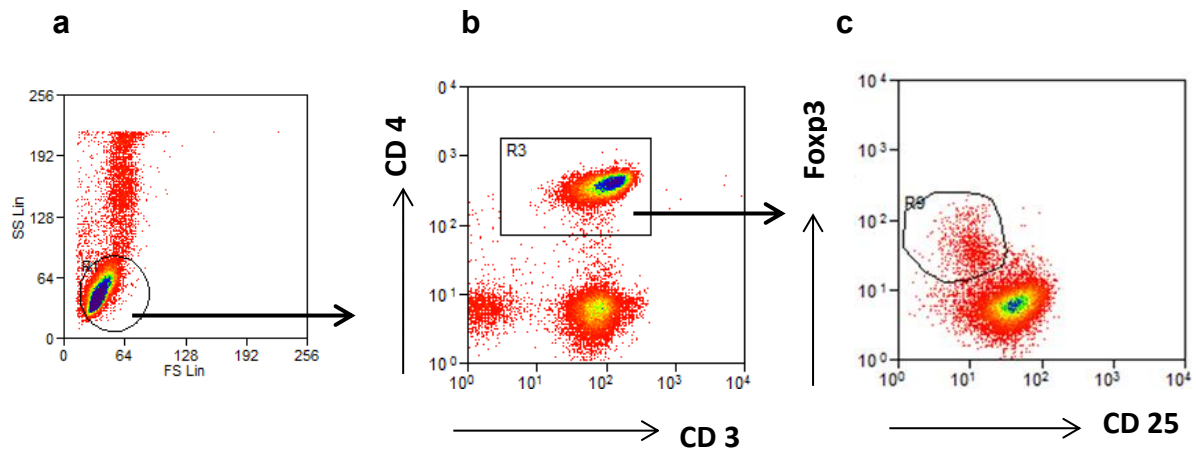 a
256
192
128
64
0
SS Lin
R1
0 64 128 192 256
FS Lin
b
CD 4
0⁴
0³
10²
10¹
10⁰
R3
10⁰ 10¹ 10² 10³ 10⁴
CD 3
c
Foxp3
10⁴
10³
10²
10¹
10⁰
R9
10⁰ 10¹ 10² 10³ 10⁴
CD 25